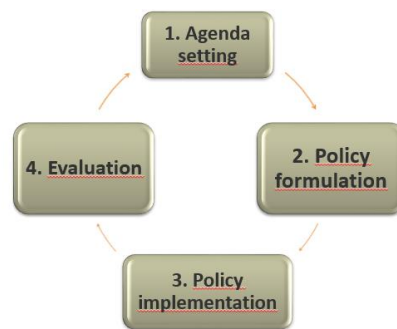 1. Agenda
setting
2. Policy
formulation
3. Policy
implementation
4. Evaluation